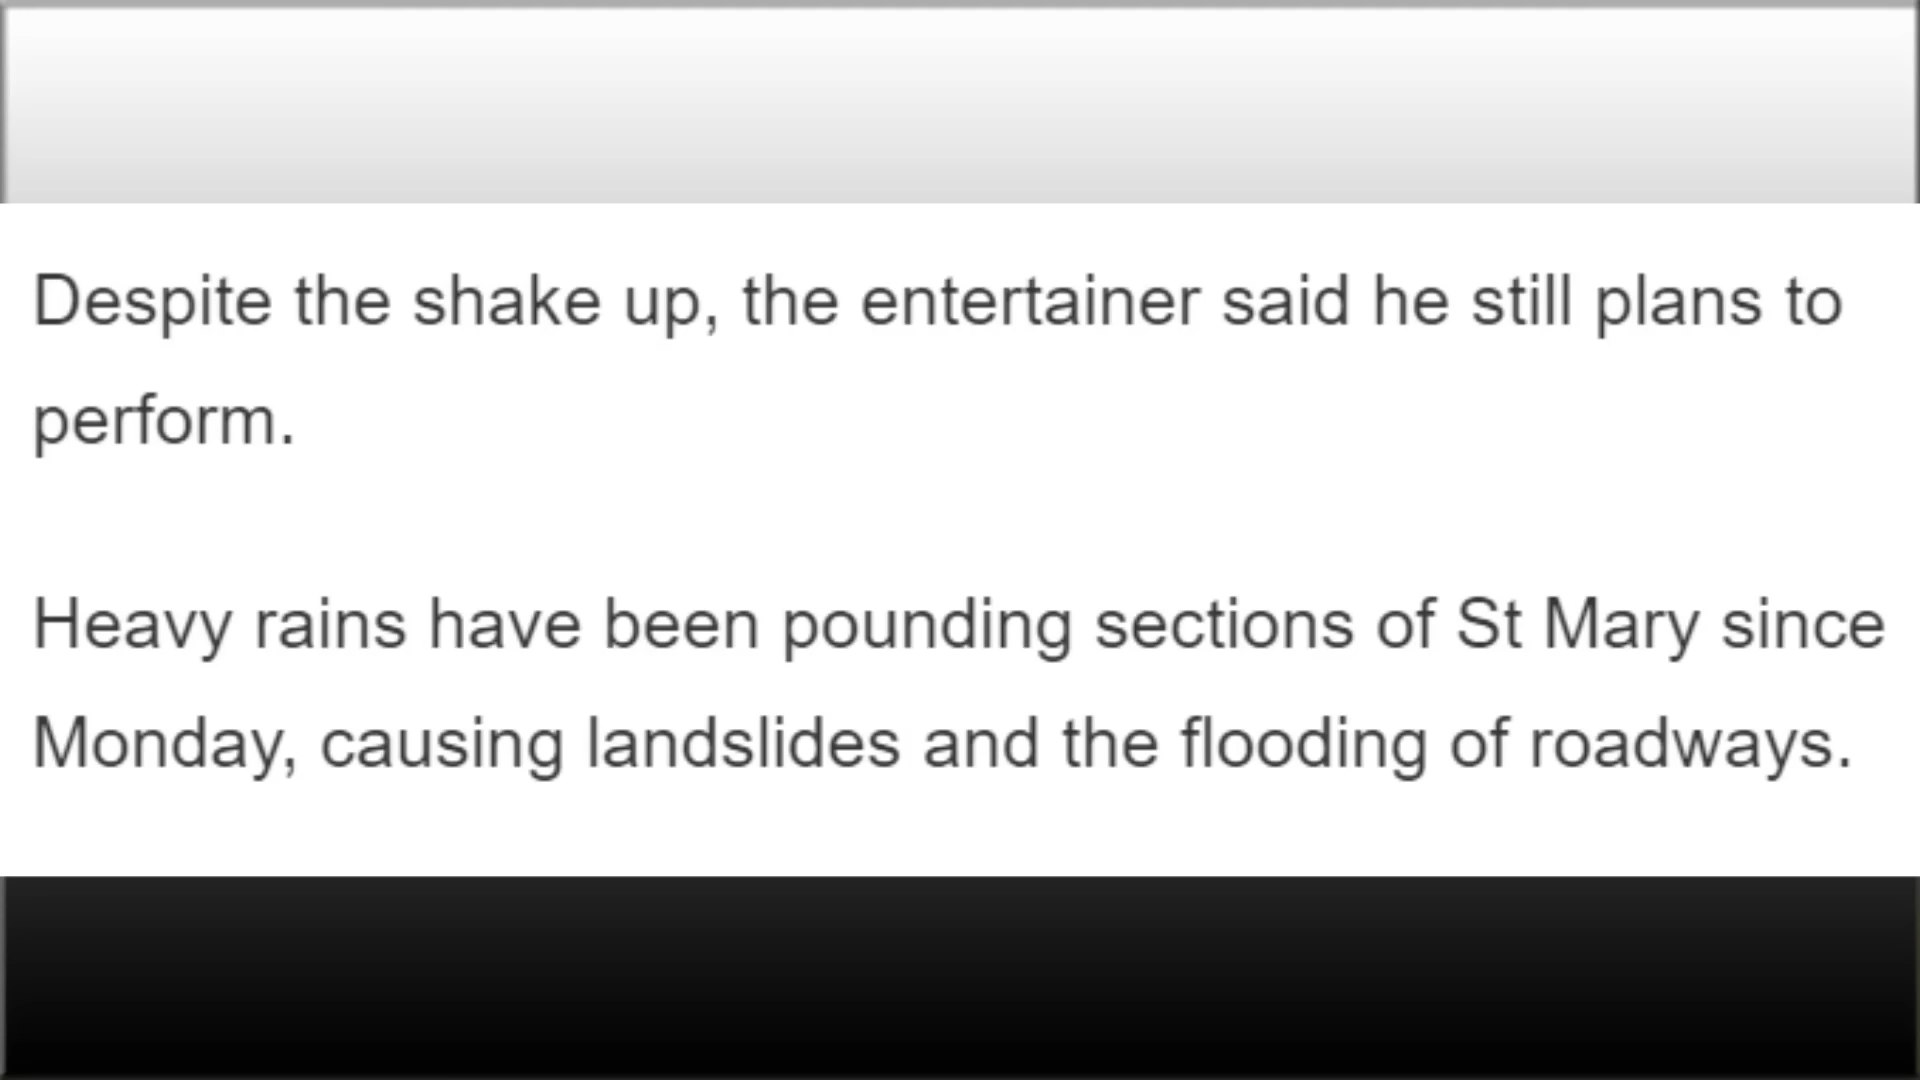 Despite the shake up, the entertainer said he still plans to
perform.
Heavy rains have been pounding sections of St Mary since
Monday, causing landslides and the flooding of roadways.